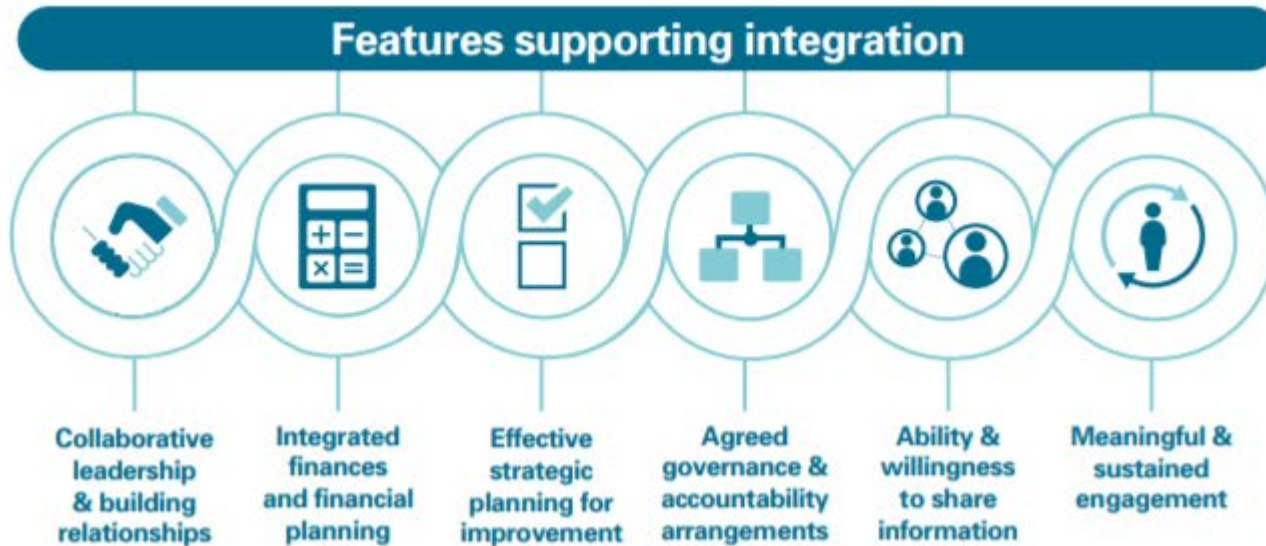 Features supporting integration
Collaborative
leadership
& building
relationships
Integrated
finances
and financial
planning
Effective
strategic
planning for
improvement
Agreed
governance &
accountability
arrangements
Ability &
willingness
to share
information
Meaningful &
sustained
engagement